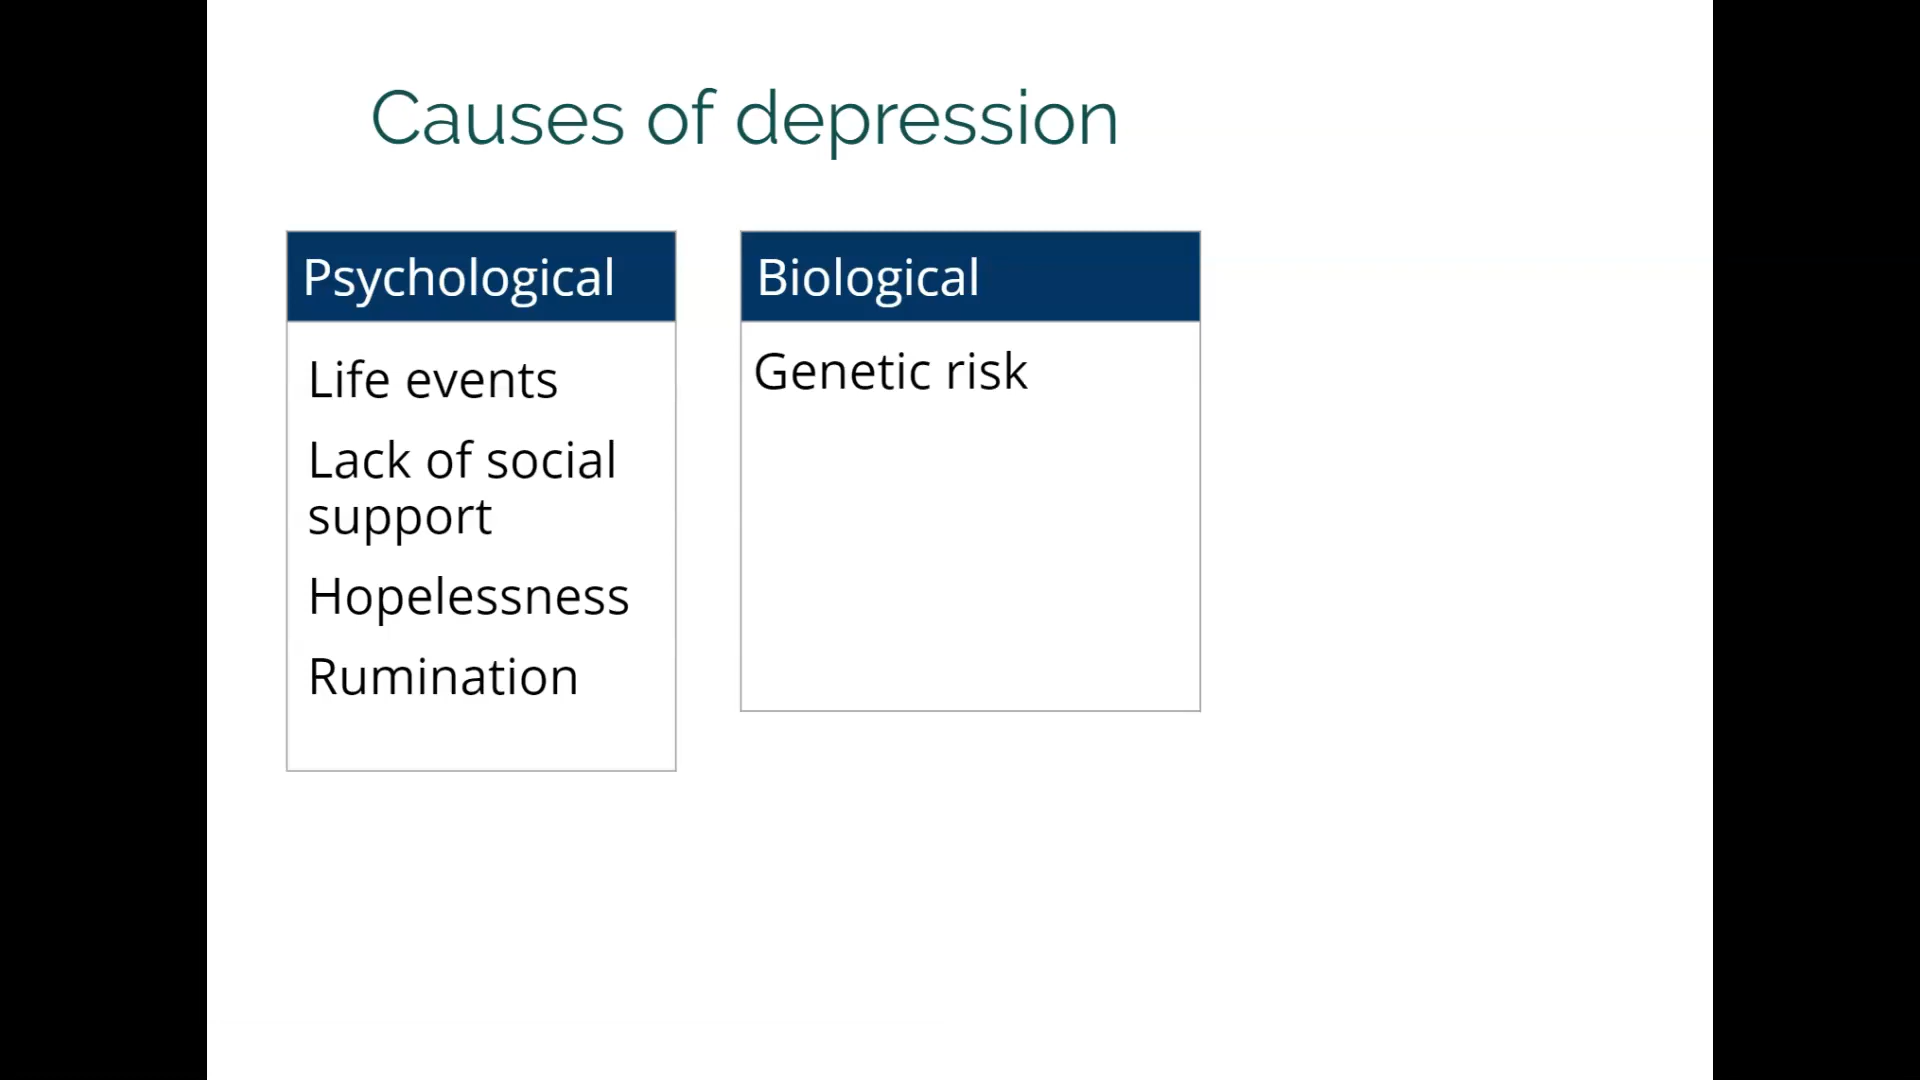 Causes of depression
Psychological
Life events
Lack of social
support
Hopelessness
Rumination
Biological
Genetic risk